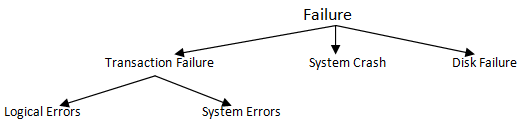 Failure
Transaction Failure System Crash Disk Failure
Logical Errors System Errors